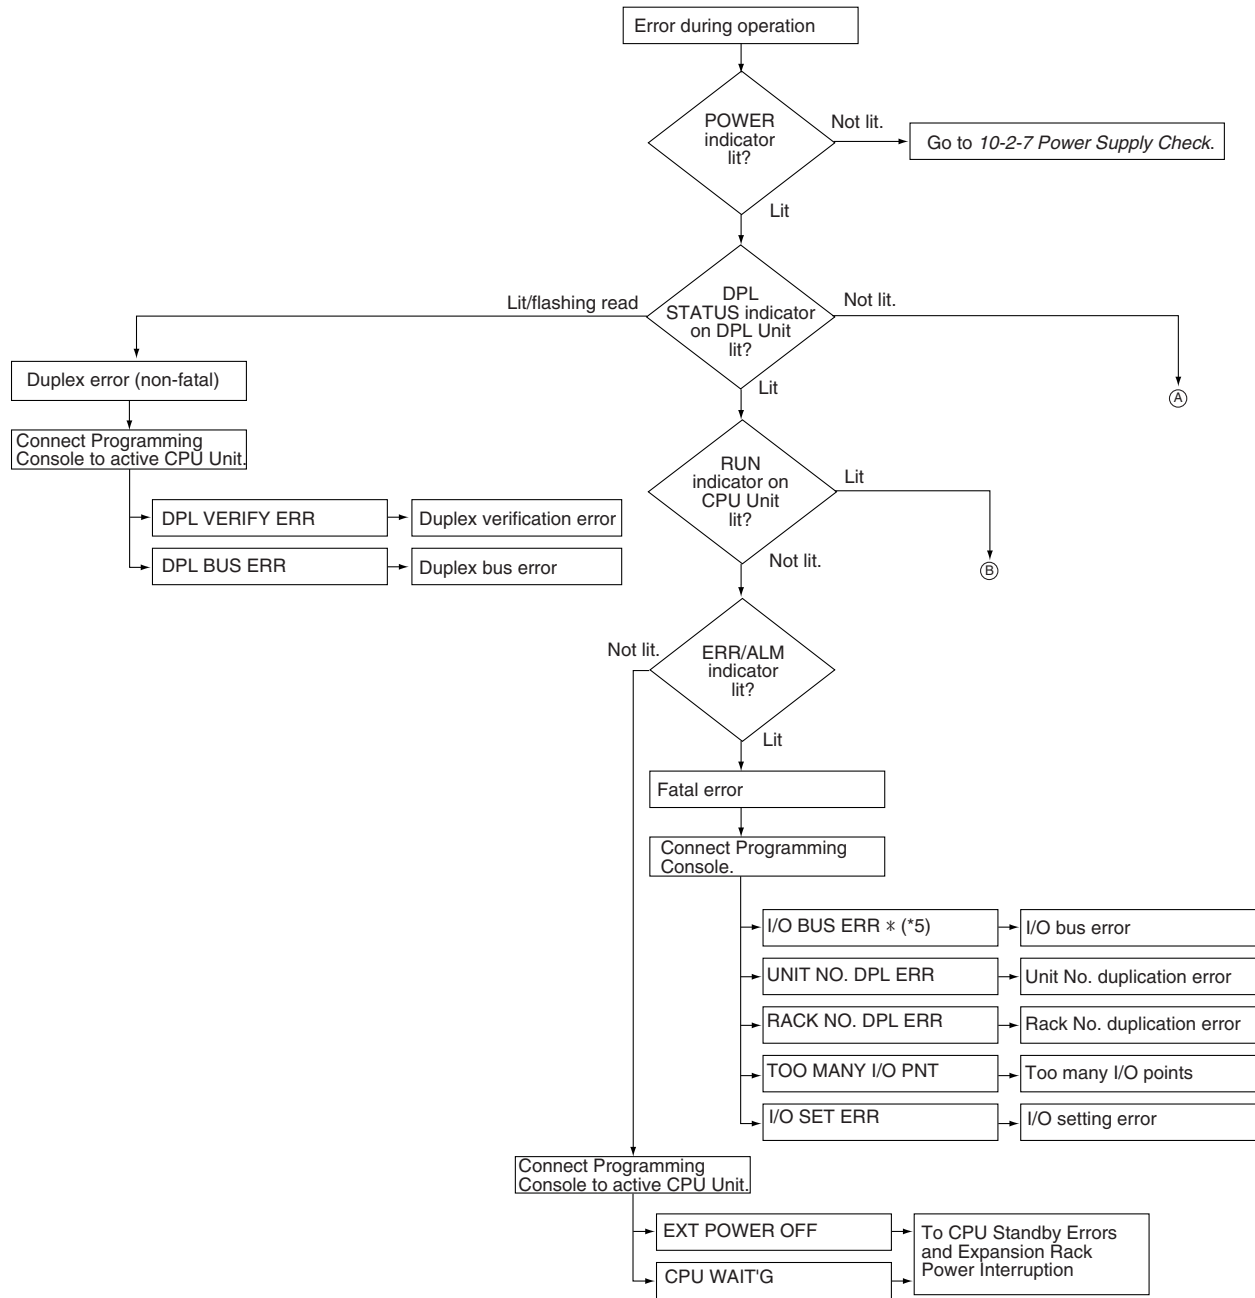 Error during operation
POWER
indicator
lit?
Not lit.
Go to 10-2-7 Power Supply Check.
Lit
DPL
STATUS indicator
on DPL Unit
lit?
Lit/flashing read
Not lit.
Lit
A
Duplex error (non-fatal)
Connect Programming
Console to active CPU Unit.
DPL VERIFY ERR
Duplex verification error
DPL BUS ERR
Duplex bus error
RUN
indicator on
CPU Unit
lit?
Lit
B
Not lit.
ERR/ALM
indicator
lit?
Not lit.
Lit
Fatal error
Connect Programming
Console.
I/O BUS ERR * (*5)
I/O bus error
UNIT NO. DPL ERR
Unit No. duplication error
RACK NO. DPL ERR
Rack No. duplication error
TOO MANY I/O PNT
Too many I/O points
I/O SET ERR
I/O setting error
Connect Programming
Console to active CPU Unit.
EXT POWER OFF
CPU WAIT'G
To CPU Standby Errors
and Expansion Rack
Power Interruption